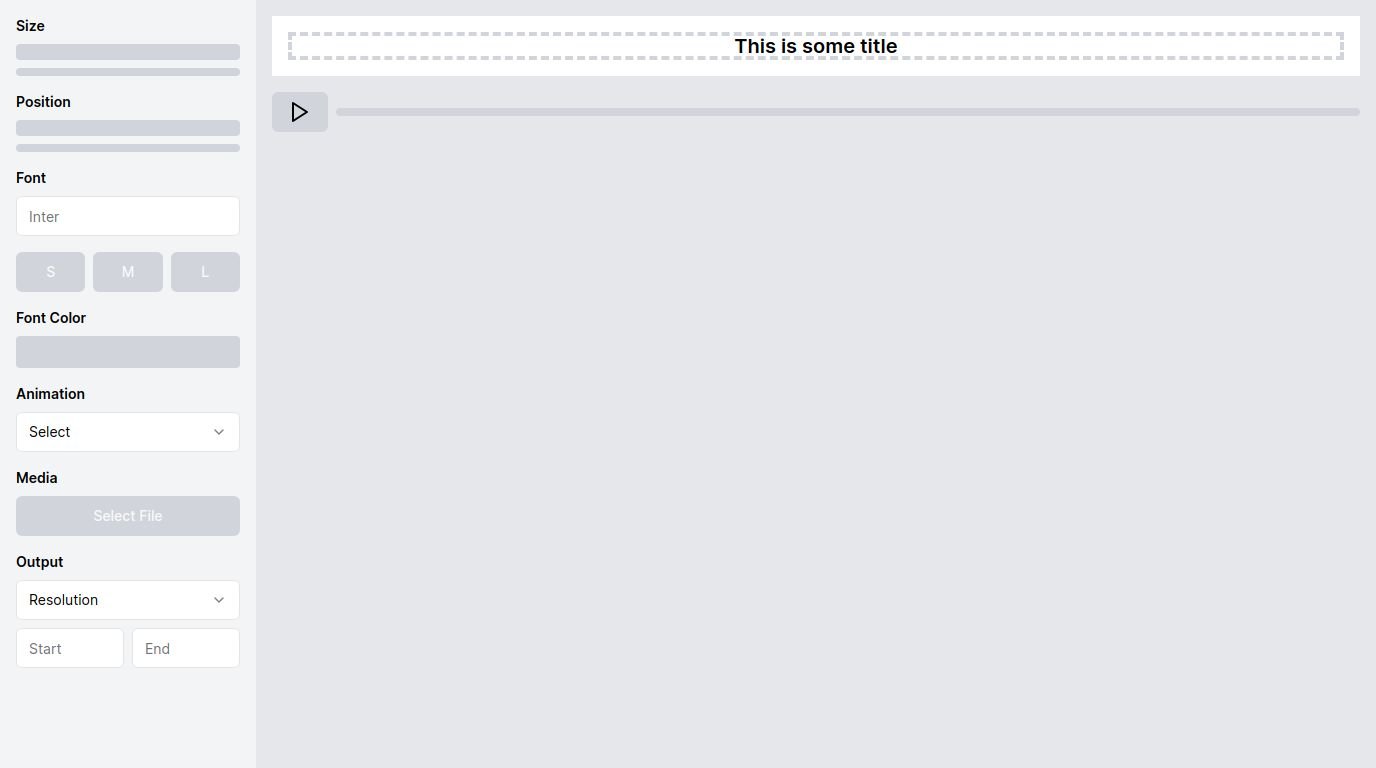 Size
Position
Font
Inter
S M L
Font Color
Animation
Select
Media
Select File
Output
Resolution
Start End
This is some title